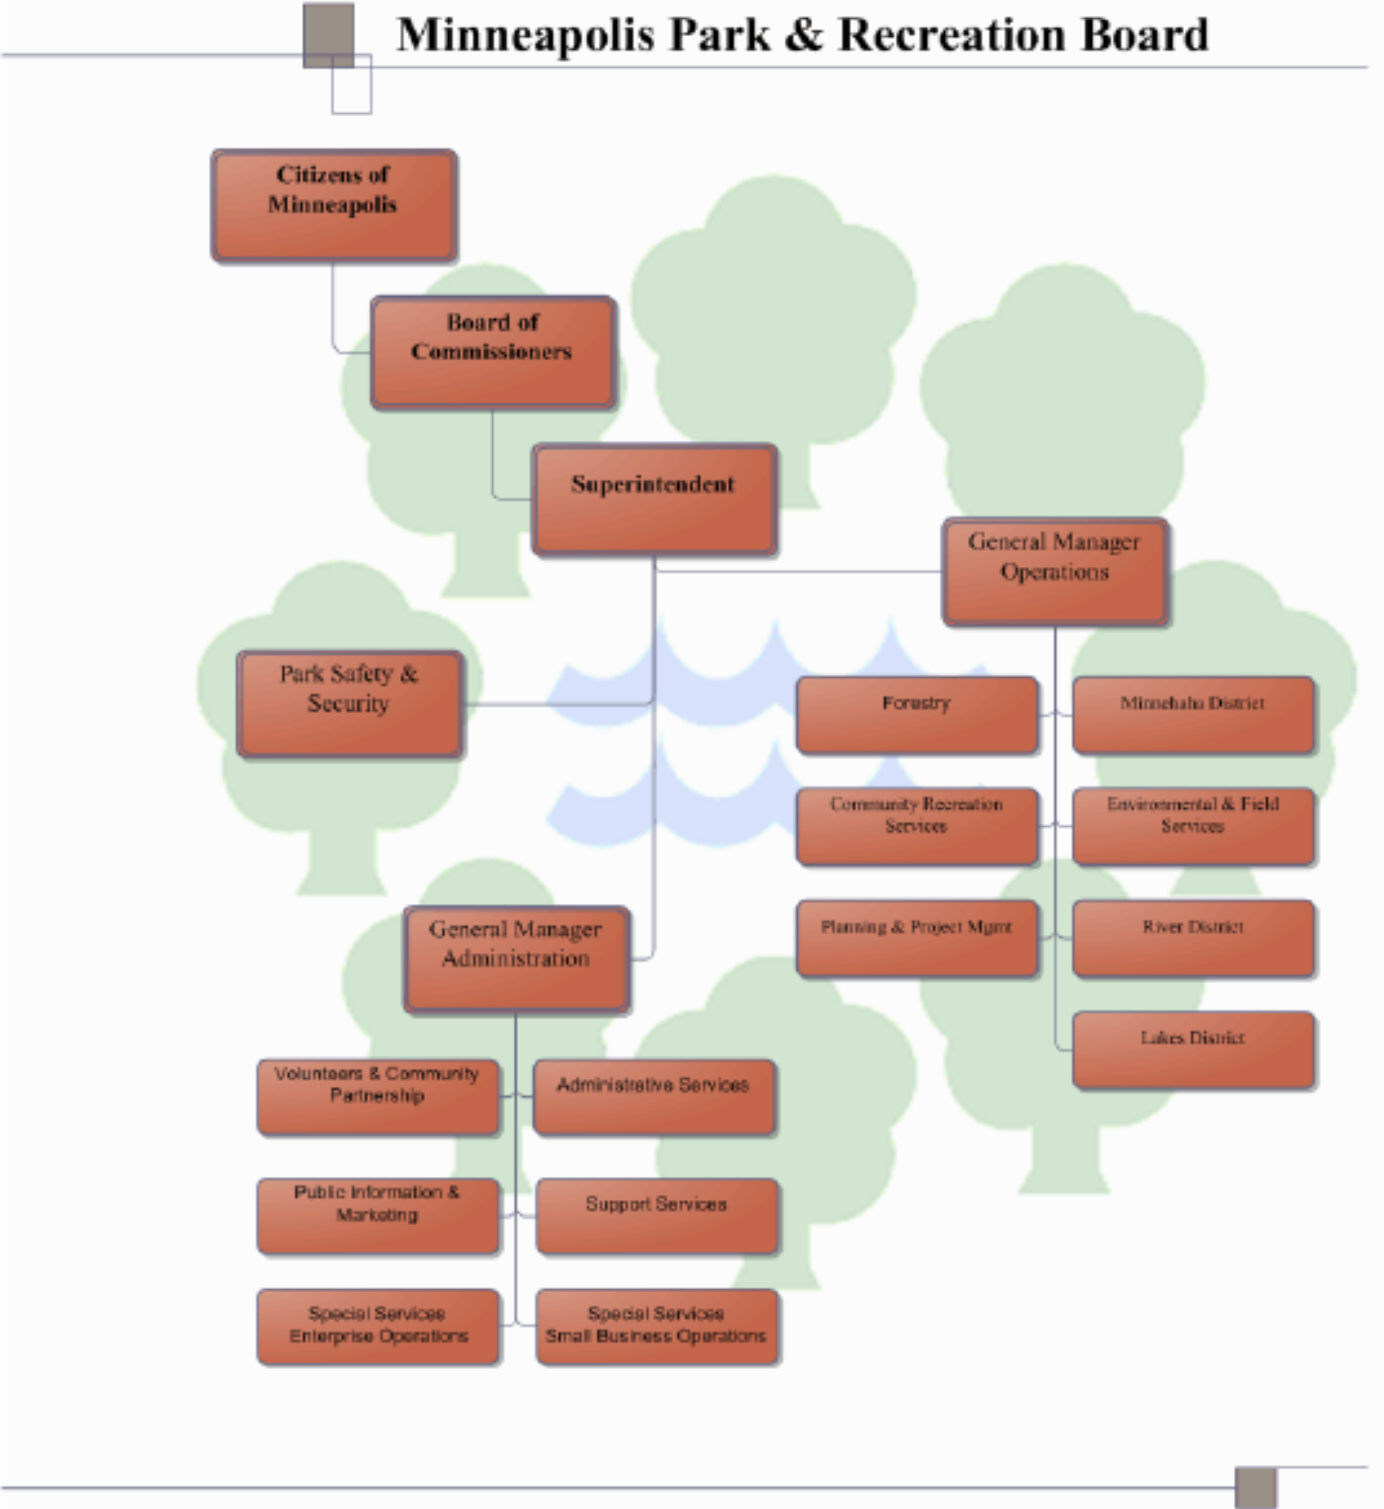 Minneapolis Park & Recreation Board
Citizens of
Minneapolis
Board of
Commissioners
Superintendent
General Manager
Operations
Park Safety &
Security
Forestry
Minnehaha District
Community Recreation
Services
Environmental & Field
Services
Planning & Project Mgmt
River District
Lakes District
General Manager
Administration
Volunteers & Community
Partnership
Administrative Services
Public Information &
Marketing
Support Services
Special Services
Enterprise Operations
Special Services
Small Business Operations